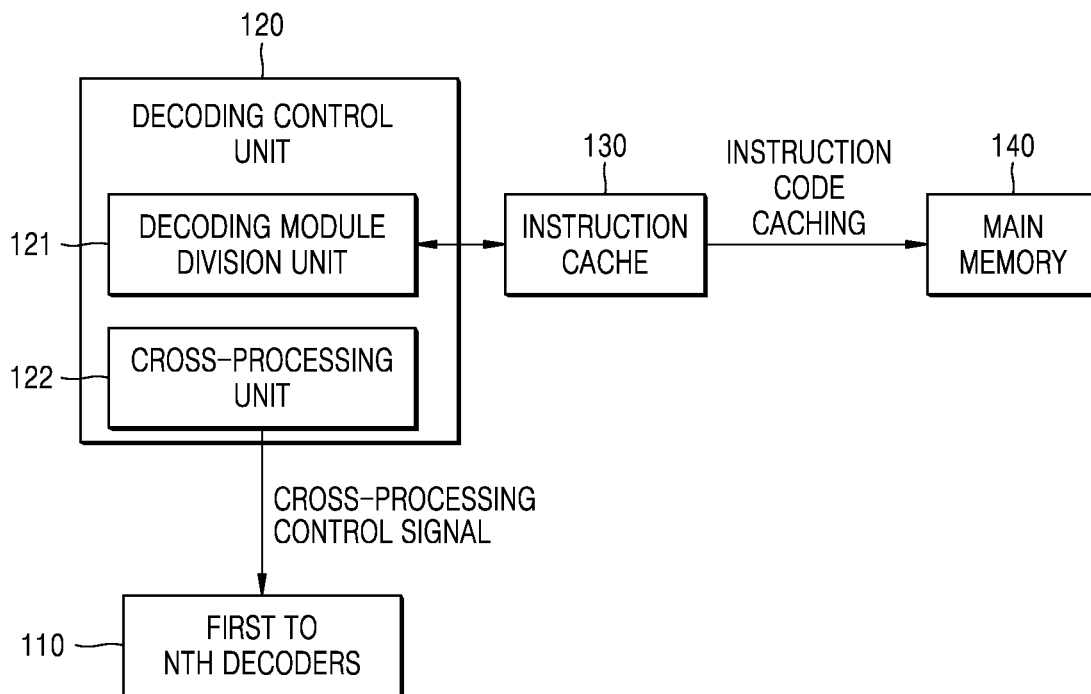 120
DECODING CONTROL
UNIT
130
INSTRUCTION
CODE
CACHING
140
121
DECODING MODULE
DIVISION UNIT
INSTRUCTION
CACHE
MAIN
MEMORY
122
CROSS-PROCESSING
UNIT
CROSS-PROCESSING
CONTROL SIGNAL
110
FIRST TO
NTH DECODERS